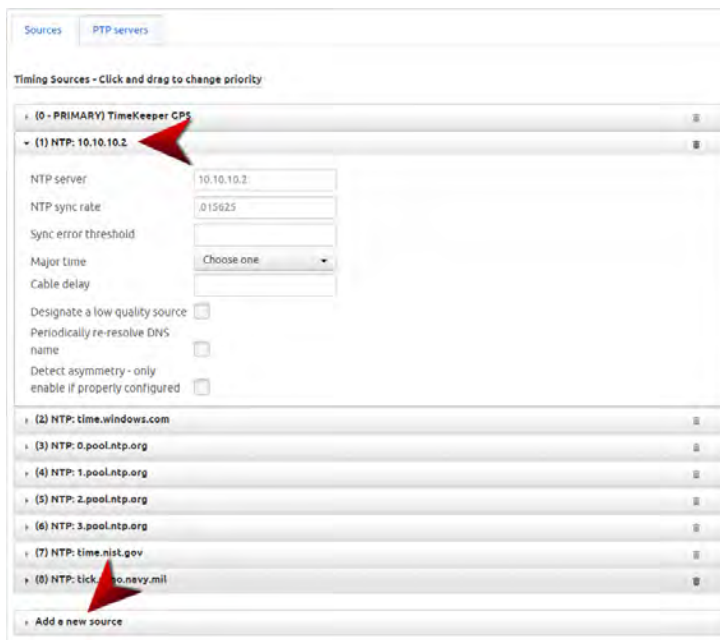 Sources PTP servers
Timing Sources - Click and drag to change priority
(0 - PRIMARY) TimeKeeper GPS
(1) NTP: 10.10.10.2
NTP server 10.10.10.2
NTP sync rate .015625
Sync error threshold
Major time Choose one
Cable delay
Designate a low quality source
Periodically re-resolve DNS
name
Detect asymmetry - only
enable if properly configured
(2) NTP: time.windows.com
(3) NTP: 0.pool.ntp.org
(4) NTP: 1.pool.ntp.org
(5) NTP: 2.pool.ntp.org
(6) NTP: 3.pool.ntp.org
(7) NTP: time.nist.gov
(8) NTP: .navy.mil
Add a new source